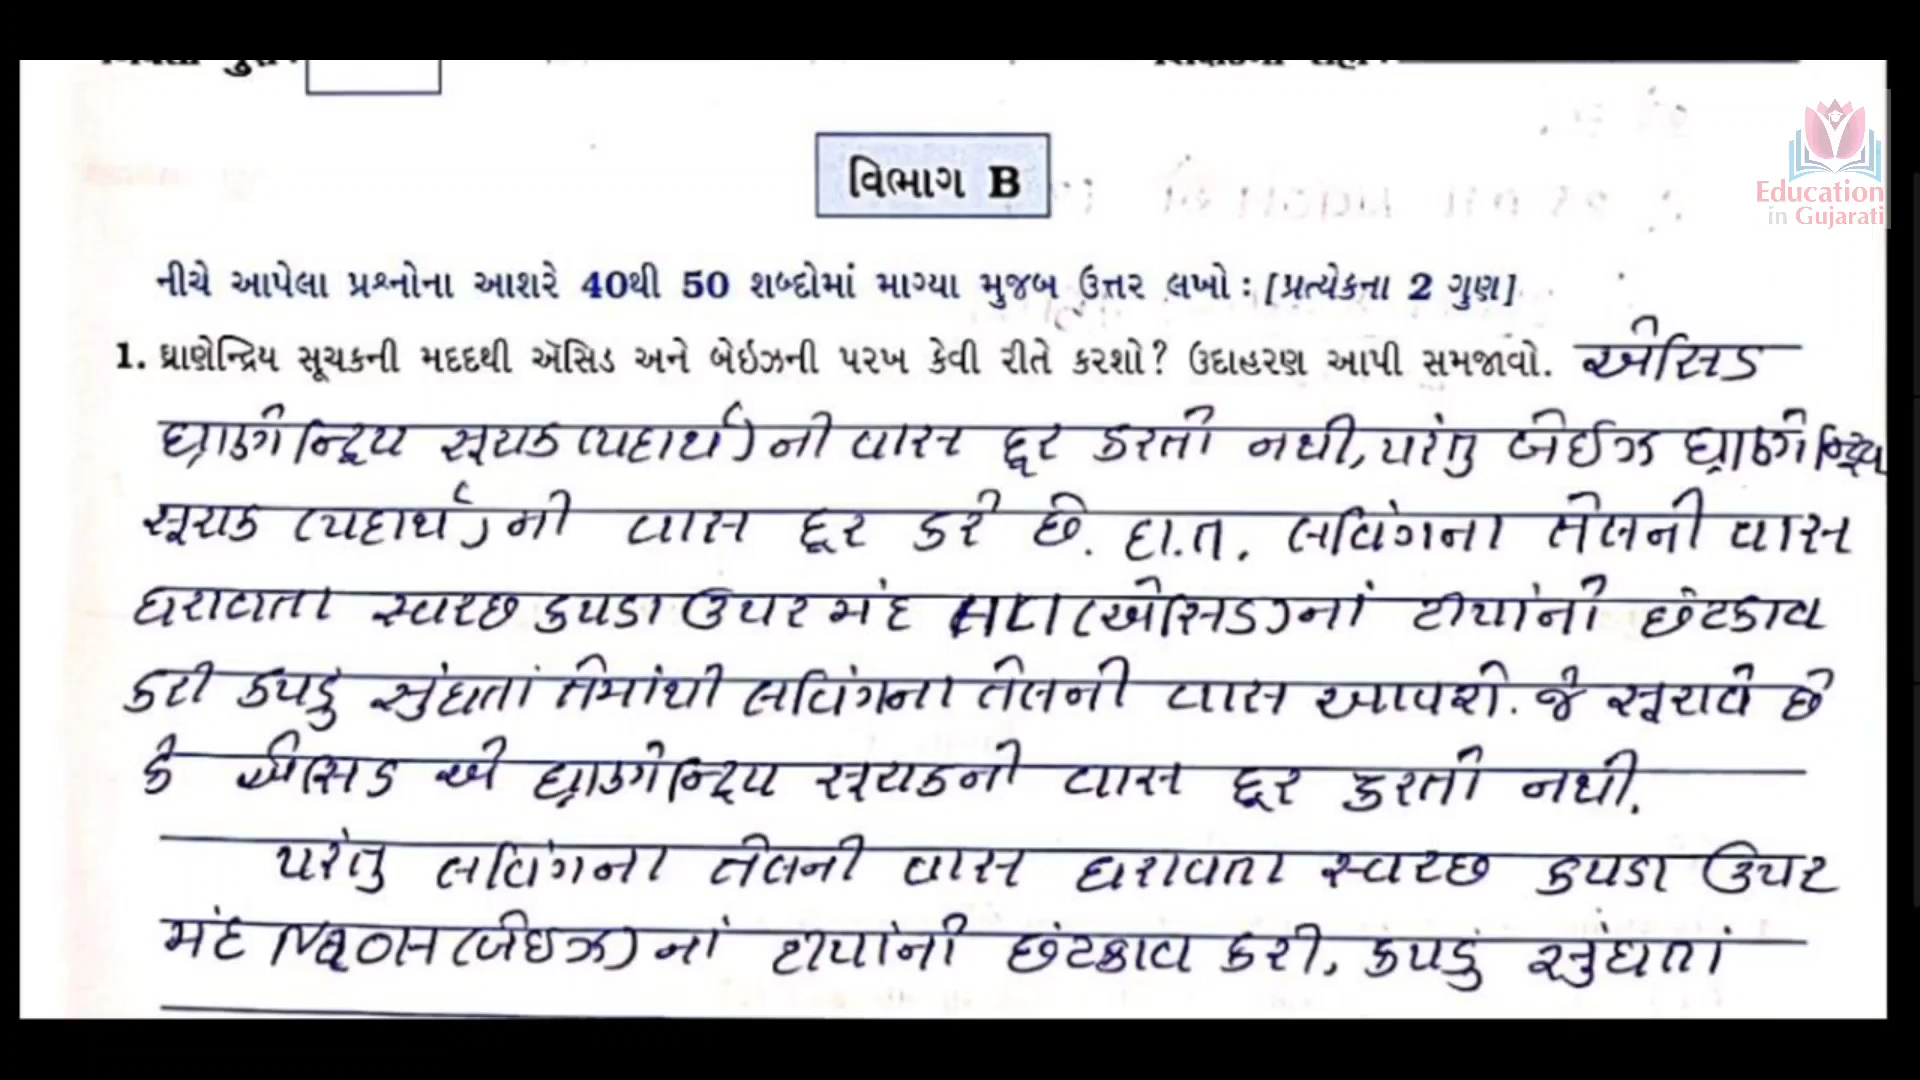 વિભાગ B
Education
in Gujarati
નીચે આપેલા પ્રશ્નોના આશરે 40થી 50 શબ્દોમાં માગ્યા મુજબ ઉત્તર લખો : [પ્રત્યેકના 2 ગુણ]
1. ઘ્રાણેન્દ્રિય સૂચકની મદદથી ઍસિડ અને બેઇઝની પરખ કેવી રીતે કરશો? ઉદાહરણ આપી સમજાવો. એસિડ
ઘ્રાણેન્દ્રિય સૂચક(પદાર્થ)ની વાસ દૂર કરતો નથી, પરંતુ બેઈઝ ઘ્રાણેન્દ્રિય
સૂચક (પદાર્થ)ની વાસ દૂર કરે છે. દા.ત. લવિંગના તેલની વાસ
ધરાવતા સ્વચ્છ કપડા ઉપર મંદ HCl (એસિડ)નાં ટીપાંનો છંટકાવ
કરી કપડું સુંઘતાં તેમાંથી લવિંગના તેલની વાસ આવશે. જે સૂચવે છે
કે એસિડ એ ઘ્રાણેન્દ્રિય સૂચકની વાસ દૂર કરતો નથી.
પરંતુ લવિંગના તેલની વાસ ધરાવતા સ્વચ્છ કપડા ઉપર
મંદ NaOH (બેઇઝ)નાં ટીપાંનો છંટકાવ કરી, કપડું સુંઘતાં